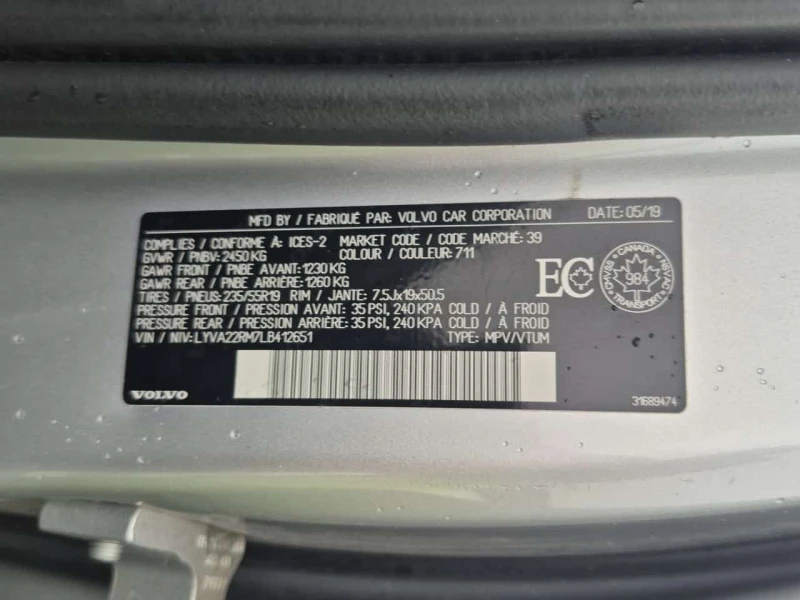 MFD BY / FABRIQUÉ PAR: VOLVO CAR CORPORATION DATE: 05/19
COMPLIES / CONFORME À: ICES-2 MARKET CODE / CODE MARCHÉ: 39
GVWR / PNBV: 2450 KG COLOUR / COULEUR: 711
GAWR FRONT / PNBE AVANT: 1230 KG
GAWR REAR / PNBE ARRIÈRE: 1260 KG
TIRES / PNEUS: 235/55R19 RIM / JANTE: 7.5Jx19x50.5
PRESSURE FRONT / PRESSION AVANT: 35 PSI, 240 KPA COLD / À FROID
PRESSURE REAR / PRESSION ARRIÈRE: 35 PSI, 240 KPA COLD / À FROID
VIN / NIV: LYVA22RM7LB412651 TYPE: MPV/VTUM
EC
CANADA
CMVSS
984
NSVAC
TRANSPORT
VOLVO
31689474